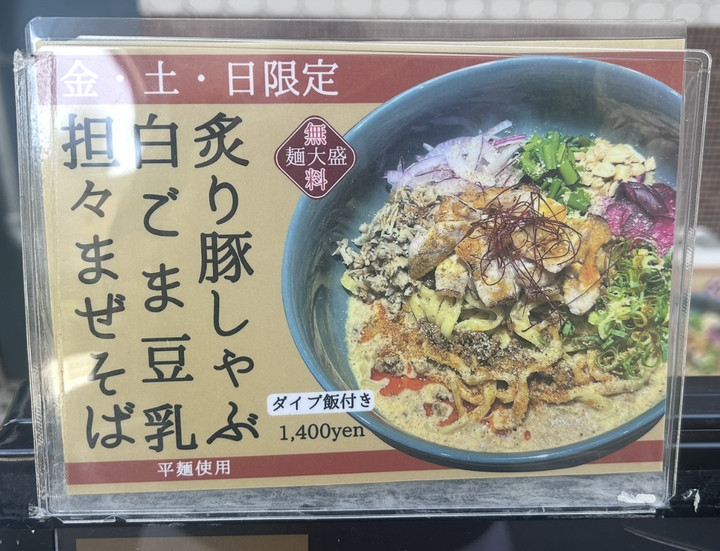 金・土・日限定
炙り豚しゃぶ
白ごま豆乳
担々まぜそば
無料
麺大盛
ダイブ飯付き
1,400yen
平麺使用